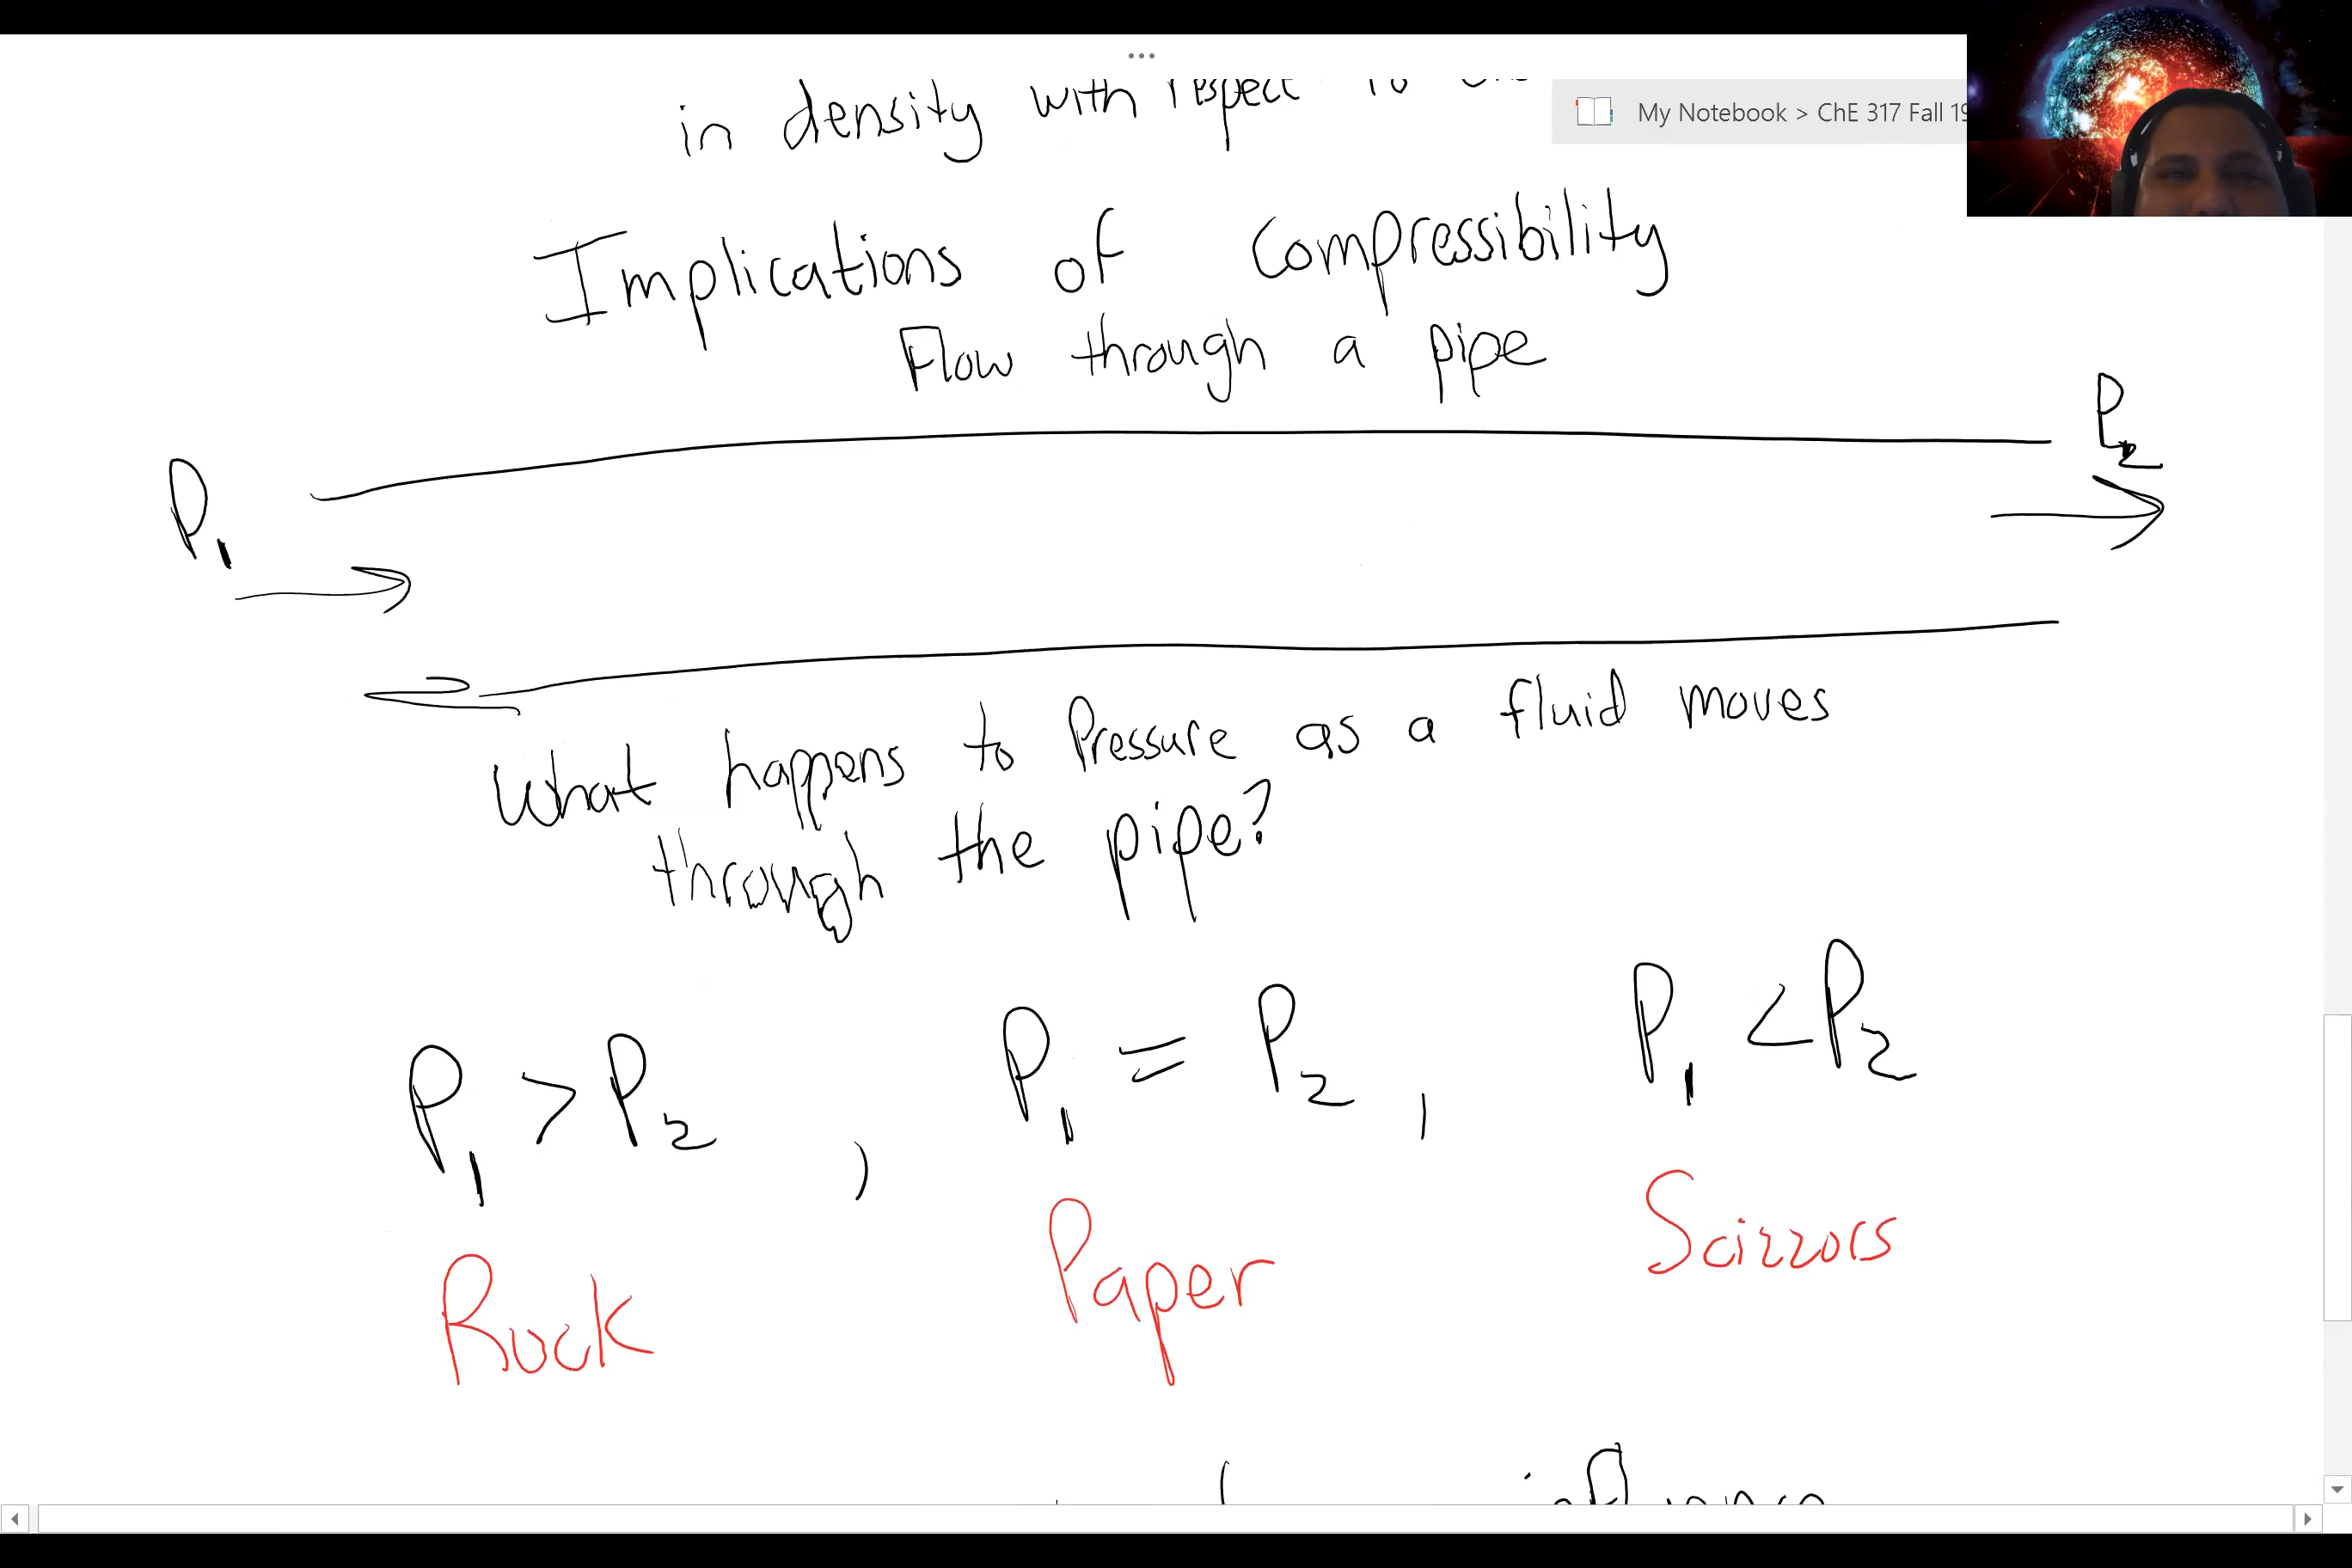 in density with respect to
My Notebook > ChE 317 Fall 19
Implications of Compressibility
Flow through a pipe
P1
P2
What happens to Pressure as a fluid moves
through the pipe?
P1 > P2 , P1 = P2 , P1 < P2
Rock Paper Scizzors